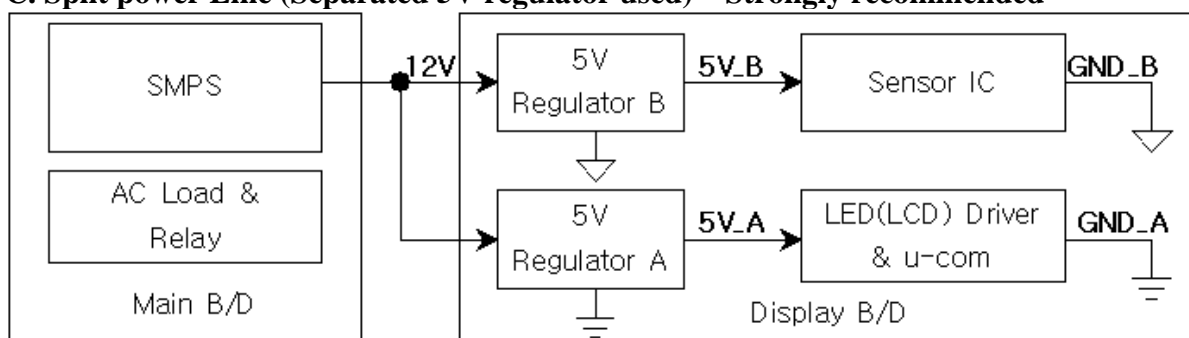 C. Split power Line (Separated 5V regulator used) – Strongly recommended
SMPS
AC Load &
Relay
Main B/D
12V
5V
Regulator B
5V_B
Sensor IC
GND_B
5V
Regulator A
5V_A
LED(LCD) Driver
& u-com
GND_A
Display B/D